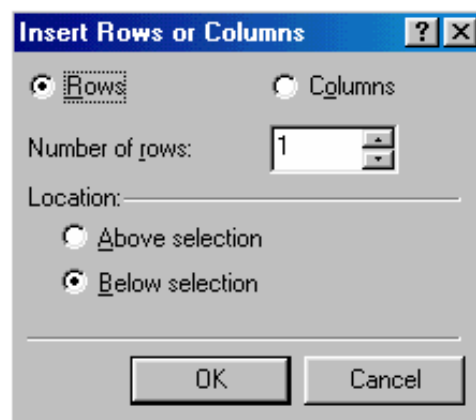 Insert Rows or Columns ? X
Rows Columns
Number of rows: 1
Location:
Above selection
Below selection
OK Cancel